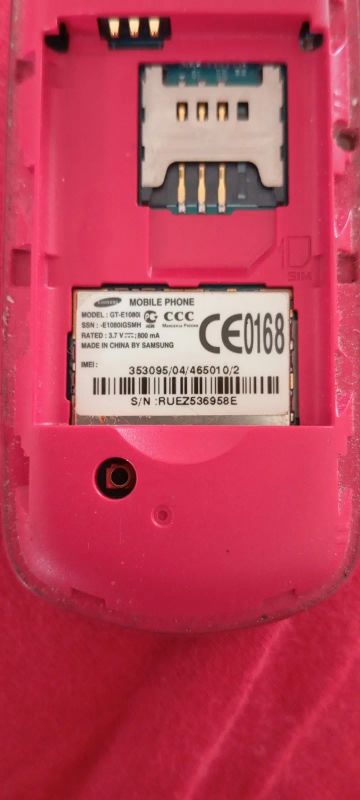 SIM
SAMSUNG MOBILE PHONE
MODEL : GT-E1080i
SSN : -E1080IGSMH
RATED : 3.7 V⎓;800 mA
MADE IN CHINA BY SAMSUNG
CCC
CE0168
IMEI :
353095/04/465010/2
S/N :RUEZ536958E